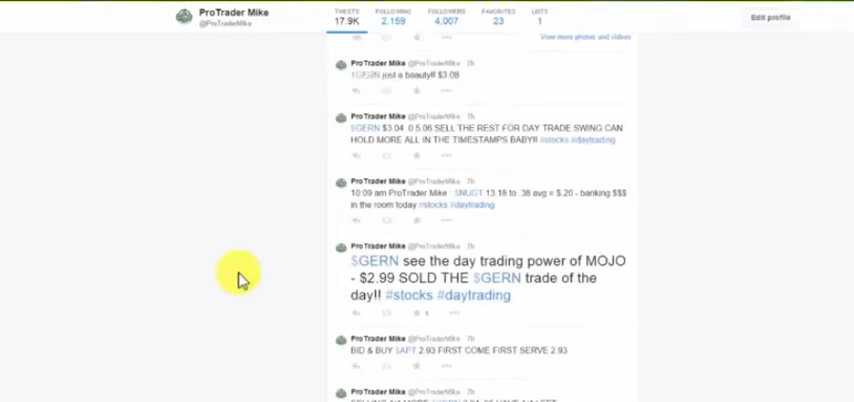 ProTrader Mike
@ProTraderMike
TWEETS FOLLOWING FOLLOWERS FAVORITES LISTS
17.9K 2,159 4,007 23 1
Edit profile
View more photos and videos
ProTrader Mike @ProTraderMike 7h
$GERN just a beauty!! $3.09
ProTrader Mike @ProTraderMike 7h
$GERN $3.04 .0 5 .06 SELL THE REST FOR DAY TRADE SWING CAN
HOLD MORE ALL IN THE TIMESTAMPS BABY!! #stocks #daytrading
ProTrader Mike @ProTraderMike 7h
10:09 am ProTrader Mike : $NUGT 13.18 to .38 avg = $.20 - banking $$$
in the room today #stocks #daytrading
ProTrader Mike @ProTraderMike 7h
$GERN see the day trading power of MOJO
- $2.99 SOLD THE $GERN trade of the
day!! #stocks #daytrading
1
ProTrader Mike @ProTraderMike 7h
BID & BUY $APT 2.93 FIRST COME FIRST SERVE 2.93
ProTrader Mike @ProTraderMike 7h